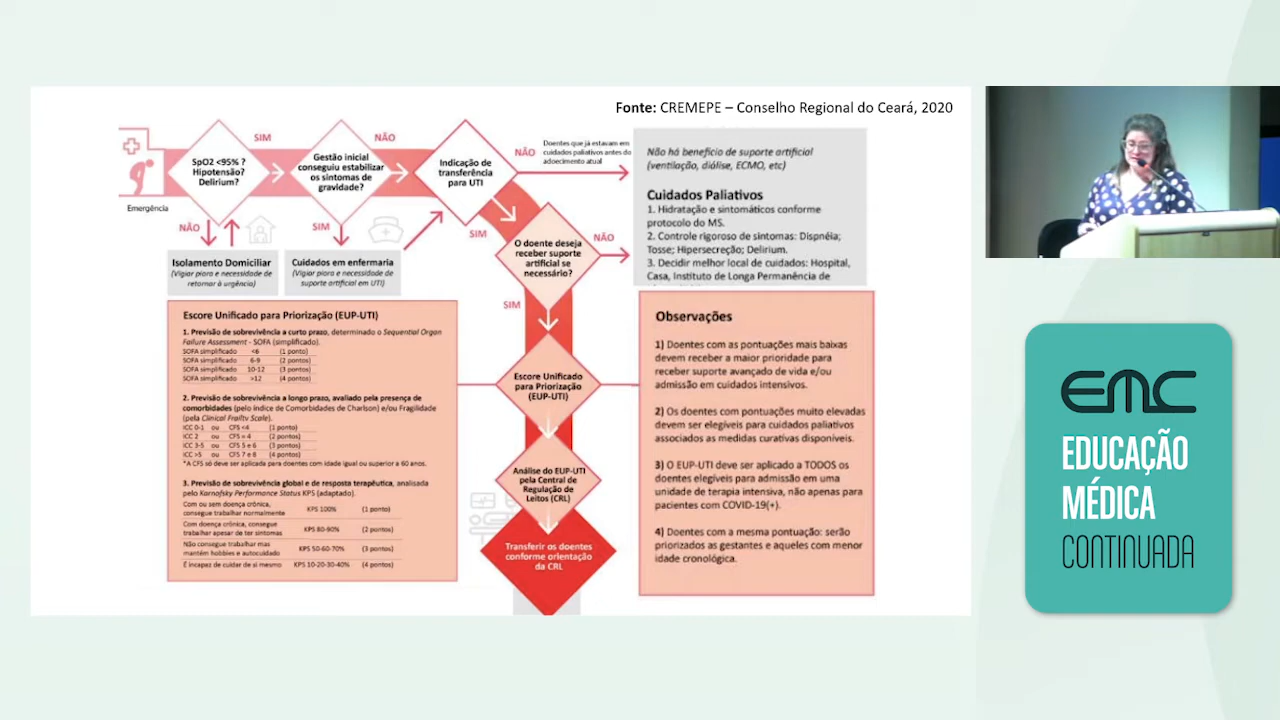 Fonte: CREMEPE – Conselho Regional do Ceará, 2020
SpO2 <95% ?
Hipotensão?
Delirium?
SIM
Gestão inicial
conseguiu estabilizar
os sintomas de
gravidade?
NÃO
Indicação de
transferência
para UTI
NÃO
Doentes que já estavam em
cuidados paliativos antes do
adoecimento atual
Emergência
NÃO
SIM
SIM
Isolamento Domiciliar
(Vigiar piora e necessidade de
retornar à urgência)
Cuidados em enfermaria
(Vigiar piora e necessidade de
suporte artificial em UTI)
O doente deseja
receber suporte
artificial se
necessário?
NÃO
SIM
Não há benefício de suporte artificial
(ventilação, diálise, ECMO, etc)
Cuidados Paliativos
1. Hidratação e sintomáticos conforme
protocolo do MS.
2. Controle rigoroso de sintomas: Dispnéia;
Tosse; Hipersecreção; Delirium.
3. Decidir melhor local de cuidados: Hospital,
Casa, Instituto de Longa Permanência de
Escore Unificado para Priorização (EUP-UTI)
1. Previsão de sobrevivência a curto prazo, determinado o Sequential Organ
Failure Assessment - SOFA (simplificado).
SOFA simplificado <6 (1 ponto)
SOFA simplificado 6-9 (2 pontos)
SOFA simplificado 10-12 (3 pontos)
SOFA simplificado >12 (4 pontos)
2. Previsão de sobrevivência a longo prazo, avaliado pela presença de
comorbidades (pelo índice de Comorbidades de Charlson) e/ou Fragilidade
(pela Clinical Frailty Scale).
ICC 0-1 ou CFS <4 (1 ponto)
ICC 2 ou CFS = 4 (2 pontos)
ICC 3-5 ou CFS 5 e 6 (3 pontos)
ICC >5 ou CFS 7 e 8 (4 pontos)
*A CFS só deve ser aplicada para doentes com idade igual ou superior a 60 anos.
3. Previsão de sobrevivência global e de resposta terapêutica, analisada
pelo Karnofsky Performance Status KPS (adaptado).
Com ou sem doença crônica,
consegue trabalhar normalmente KPS 100% (1 ponto)
Com doença crônica, consegue
trabalhar apesar de ter sintomas KPS 80-90% (2 pontos)
Não consegue trabalhar mas
mantém hobbies e autocuidado KPS 50-60-70% (3 pontos)
É incapaz de cuidar de si mesmo KPS 10-20-30-40% (4 pontos)
Escore Unificado
para Priorização
(EUP-UTI)
Análise do EUP-UTI
pela Central de
Regulação de
Leitos (CRL)
Transferir os doentes
conforme orientação
da CRL
Observações
1) Doentes com as pontuações mais baixas
devem receber a maior prioridade para
receber suporte avançado de vida e/ou
admissão em cuidados intensivos.
2) Os doentes com pontuações muito elevadas
devem ser elegíveis para cuidados paliativos
associados as medidas curativas disponíveis.
3) O EUP-UTI deve ser aplicado a TODOS os
doentes elegíveis para admissão em uma
unidade de terapia intensiva, não apenas para
pacientes com COVID-19(+).
4) Doentes com a mesma pontuação: serão
priorizados as gestantes e aqueles com menor
idade cronológica.
EMC
EDUCAÇÃO
MÉDICA
CONTINUADA